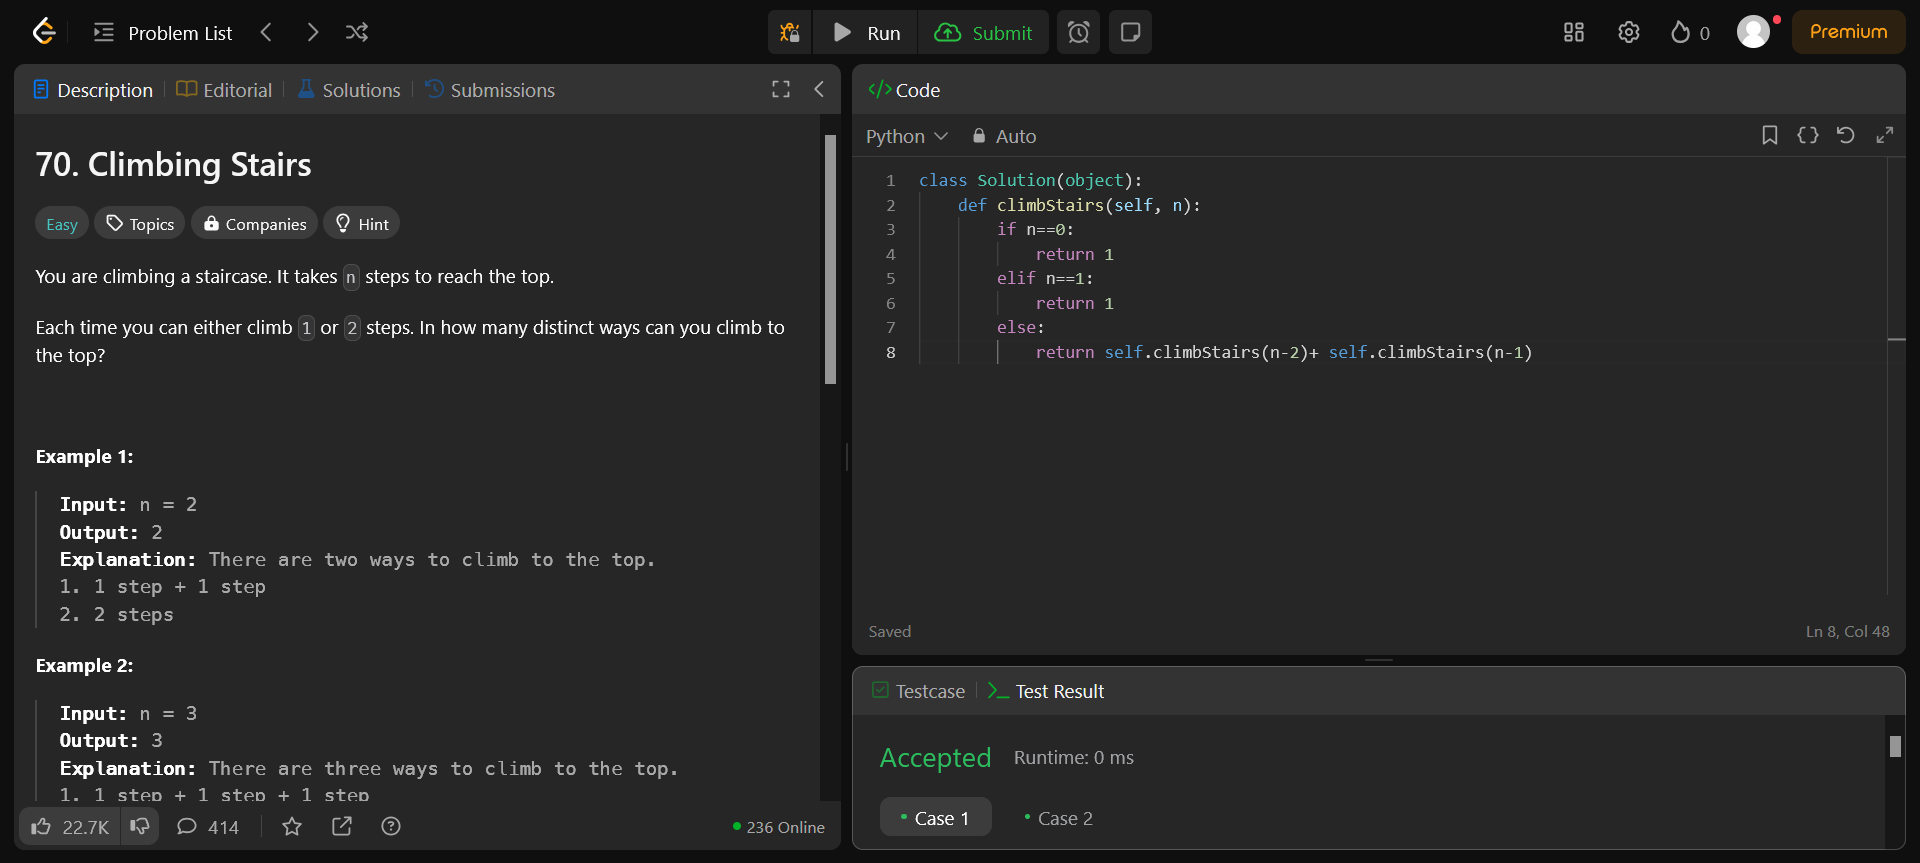 Problem List
Run
Submit
0
Premium
Description
Editorial
Solutions
Submissions
70. Climbing Stairs
Easy
Topics
Companies
Hint
You are climbing a staircase. It takes n steps to reach the top.
Each time you can either climb 1 or 2 steps. In how many distinct ways can you climb to
the top?
Example 1:
Input: n = 2
Output: 2
Explanation: There are two ways to climb to the top.
1. 1 step + 1 step
2. 2 steps
Example 2:
Input: n = 3
Output: 3
Explanation: There are three ways to climb to the top.
1. 1 step + 1 step + 1 step
22.7K
414
236 Online
</> Code
Python
Auto
1 class Solution(object):
2     def climbStairs(self, n):
3         if n==0:
4             return 1
5         elif n==1:
6             return 1
7         else:
8             return self.climbStairs(n-2)+ self.climbStairs(n-1)
Saved
Ln 8, Col 48
Testcase
Test Result
Accepted
Runtime: 0 ms
Case 1
Case 2